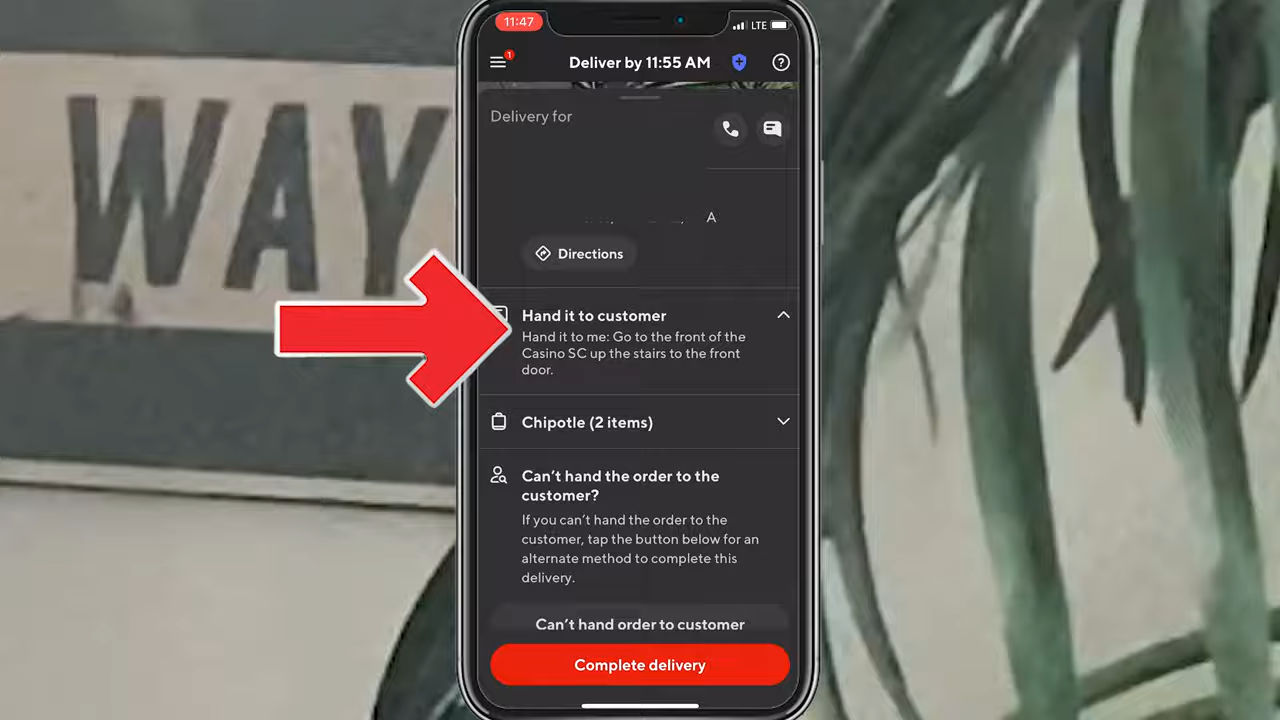 WAY
11:47
LTE
1
Deliver by 11:55 AM
Delivery for
A
Directions
Hand it to customer
Hand it to me: Go to the front of the
Casino SC up the stairs to the front
door.
Chipotle (2 items)
Can't hand the order to the
customer?
If you can't hand the order to the
customer, tap the button below for an
alternate method to complete this
delivery.
Can't hand order to customer
Complete delivery